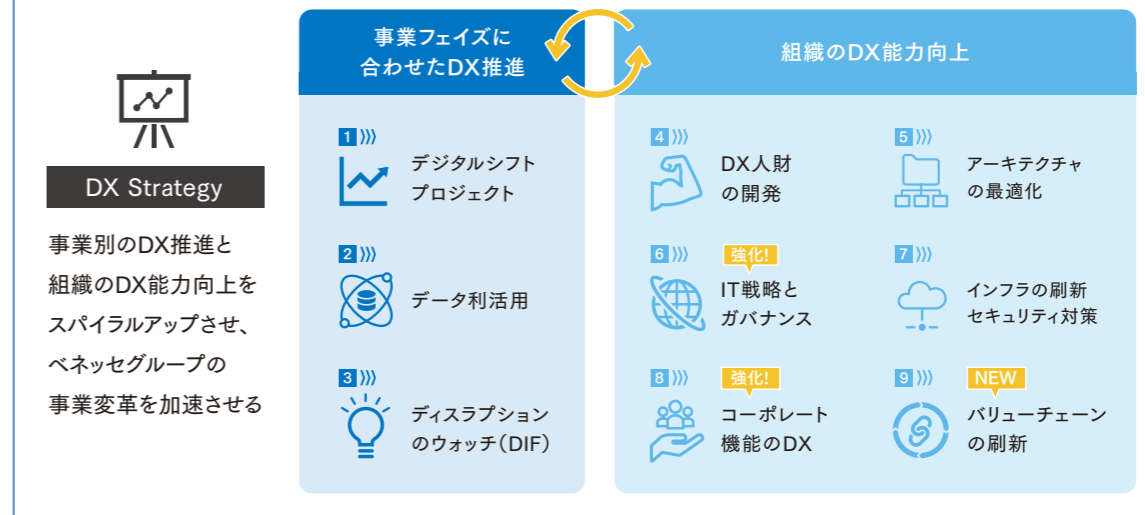 DX Strategy
事業別のDX推進と
組織のDX能力向上を
スパイラルアップさせ、
ベネッセグループの
事業変革を加速させる
事業フェイズに
合わせたDX推進
1
デジタルシフト
プロジェクト
2
データ利活用
3
ディスラプション
のウォッチ(DIF)
組織のDX能力向上
4
DX人財
の開発
5
アーキテクチャ
の最適化
6
強化!
IT戦略と
ガバナンス
7
インフラの刷新
セキュリティ対策
8
強化!
コーポレート
機能のDX
9
NEW
バリューチェーン
の刷新